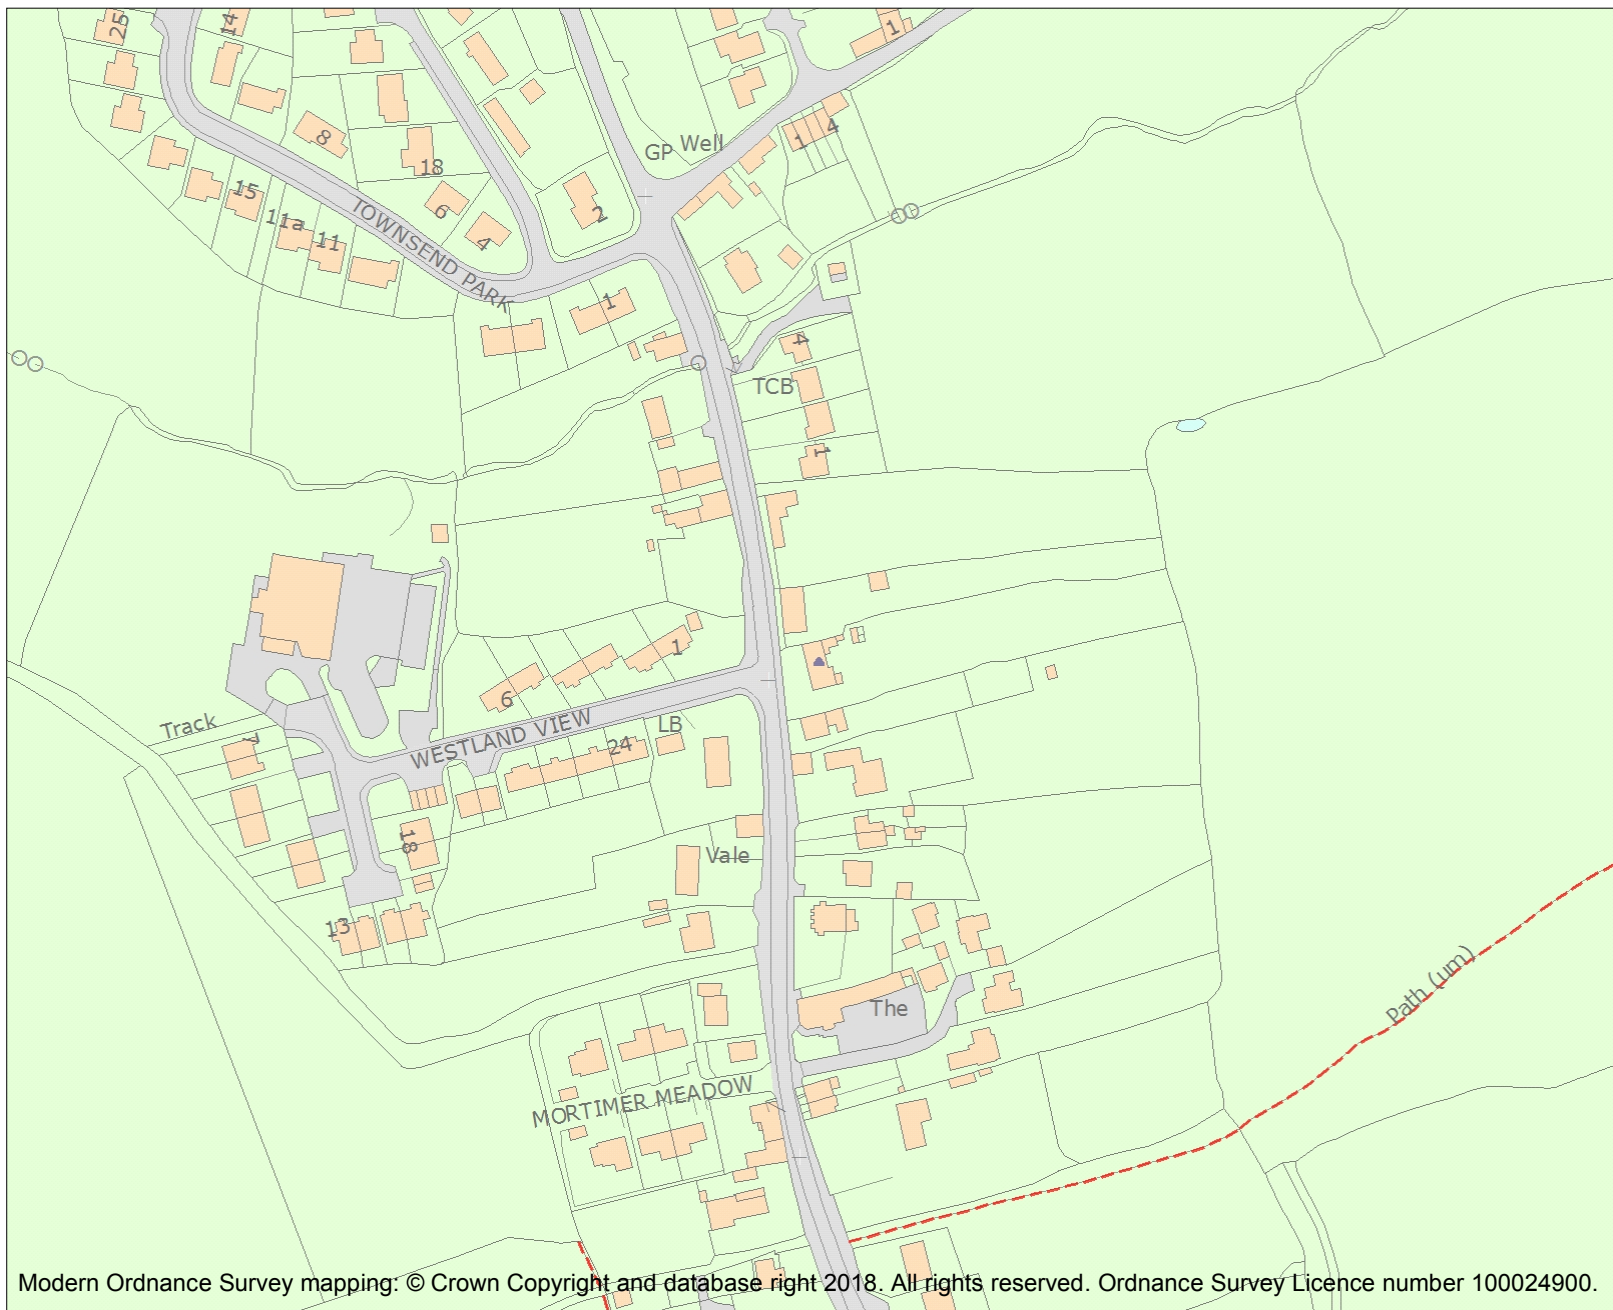 25
14
1
8
GP Well
1 4
18
15
6
2
11a
TOWNSEND PARK
11
4
1
4
TCB
1
1
6
Track
WESTLAND VIEW
24
LB
7
18
Vale
13
The
Path (um)
MORTIMER MEADOW
Modern Ordnance Survey mapping: © Crown Copyright and database right 2018. All rights reserved. Ordnance Survey Licence number 100024900.